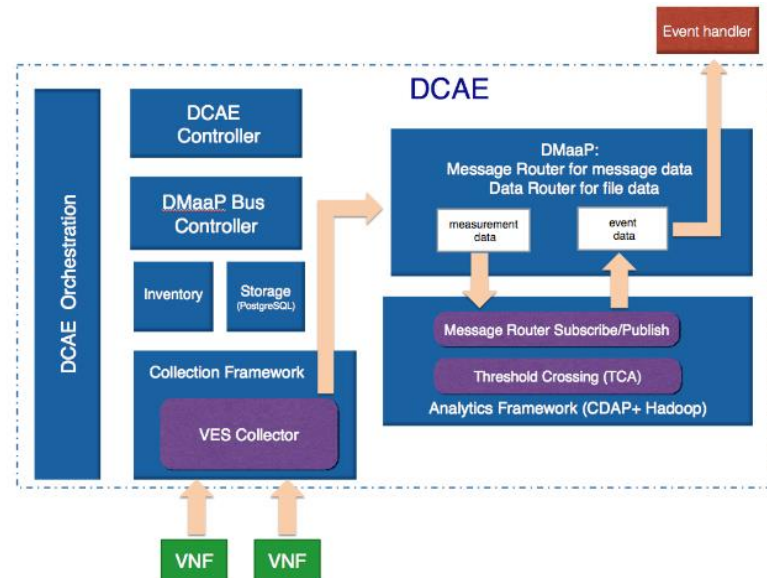 Event handler
DCAE
DCAE Orchestration
DCAE
Controller
DMaaP Bus
Controller
Inventory
Storage
(PostgreSQL)
Collection Framework
VES Collector
VNF
VNF
DMaaP:
Message Router for message data
Data Router for file data
measurement
data
event
data
Message Router Subscribe/Publish
Threshold Crossing (TCA)
Analytics Framework (CDAP+ Hadoop)